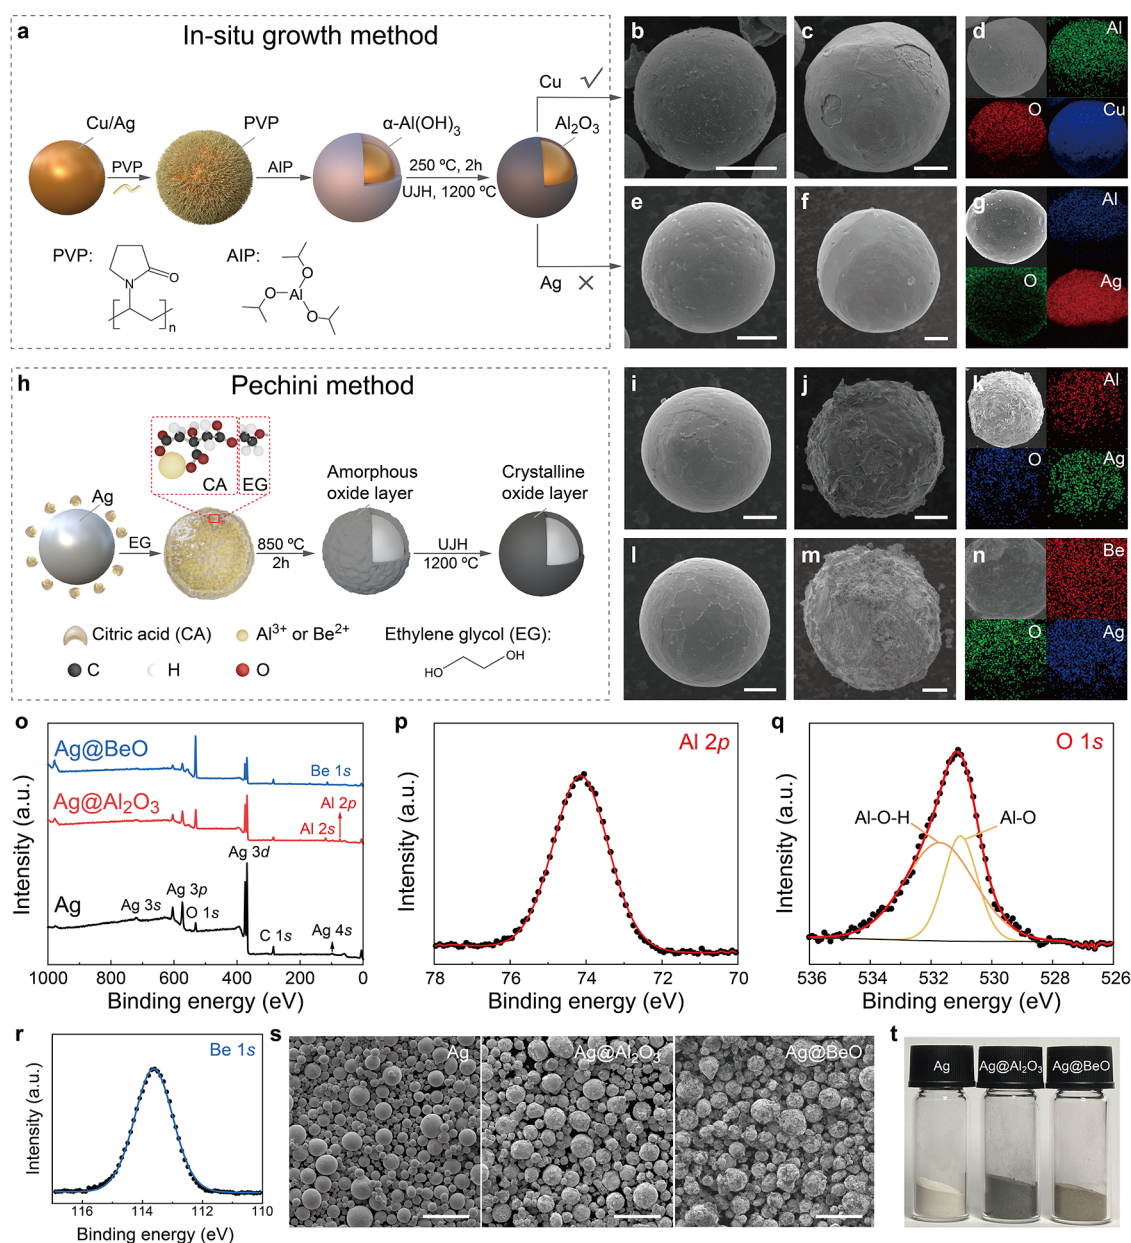 a
In-situ growth method
Cu/Ag
PVP
α-Al(OH)₃
Al₂O₃
Cu √
PVP
AIP
250 ºC, 2h
UJH, 1200 ºC
Ag ×
PVP:
O
N
n
AIP:
O
O
Al
O
b
c
d
Al
O
Cu
e
f
g
Al
O
Ag
h
Pechini method
CA
EG
Ag
EG
850 ºC
2h
Amorphous
oxide layer
UJH
1200 ºC
Crystalline
oxide layer
Citric acid (CA)
Al³⁺ or Be²⁺
Ethylene glycol (EG):
C
H
O
HO
OH
i
j
k
Al
O
Ag
l
m
n
Be
O
Ag
o
Ag@BeO
Be 1s
Ag@Al₂O₃
Al 2p
Al 2s
Ag 3d
Ag
Ag 3p
Ag 3s
O 1s
C 1s
Ag 4s
Intensity (a.u.)
1000 800 600 400 200 0
Binding energy (eV)
p
Al 2p
Intensity (a.u.)
78 76 74 72 70
Binding energy (eV)
q
O 1s
Al-O-H
Al-O
Intensity (a.u.)
536 534 532 530 528 526
Binding energy (eV)
r
Be 1s
Intensity (a.u.)
116 114 112 110
Binding energy (eV)
s
Ag
Ag@Al₂O₃
Ag@BeO
t
Ag
Ag@Al₂O₃
Ag@BeO